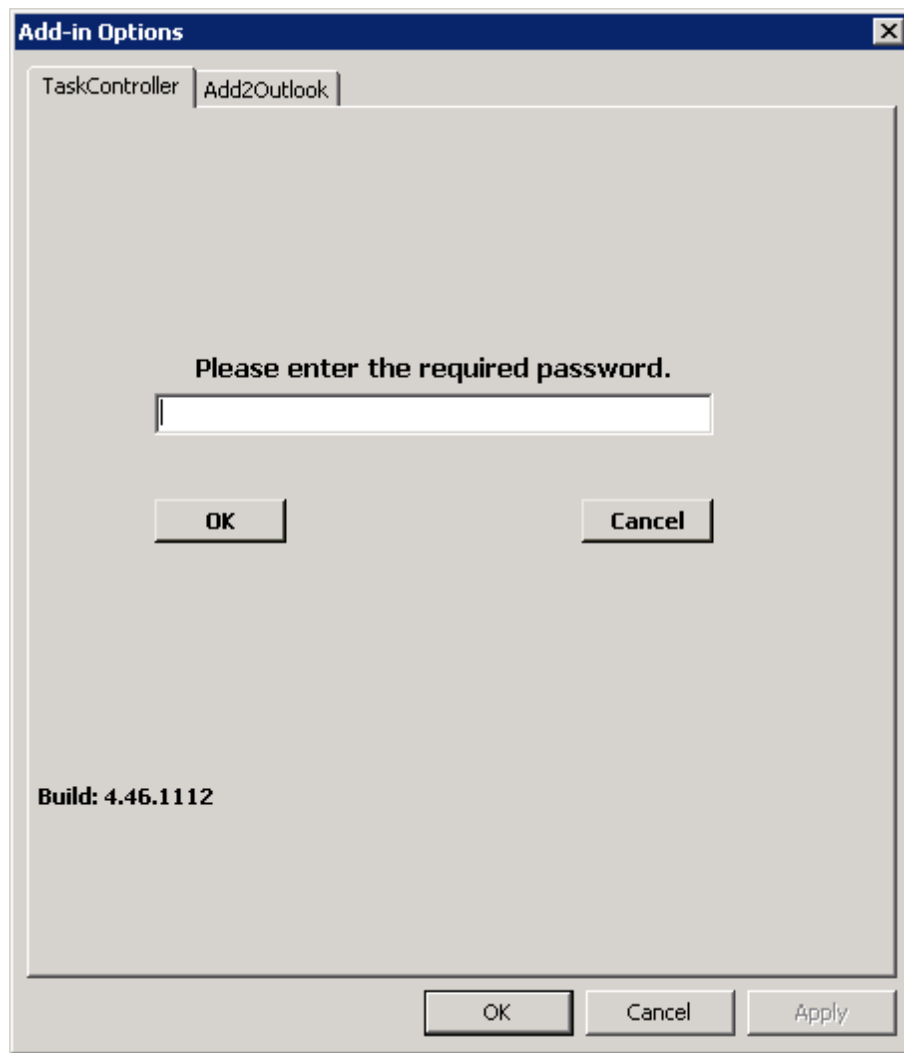 Add-in Options
TaskController Add2Outlook
Please enter the required password.
OK Cancel
Build: 4.46.1112
OK Cancel Apply